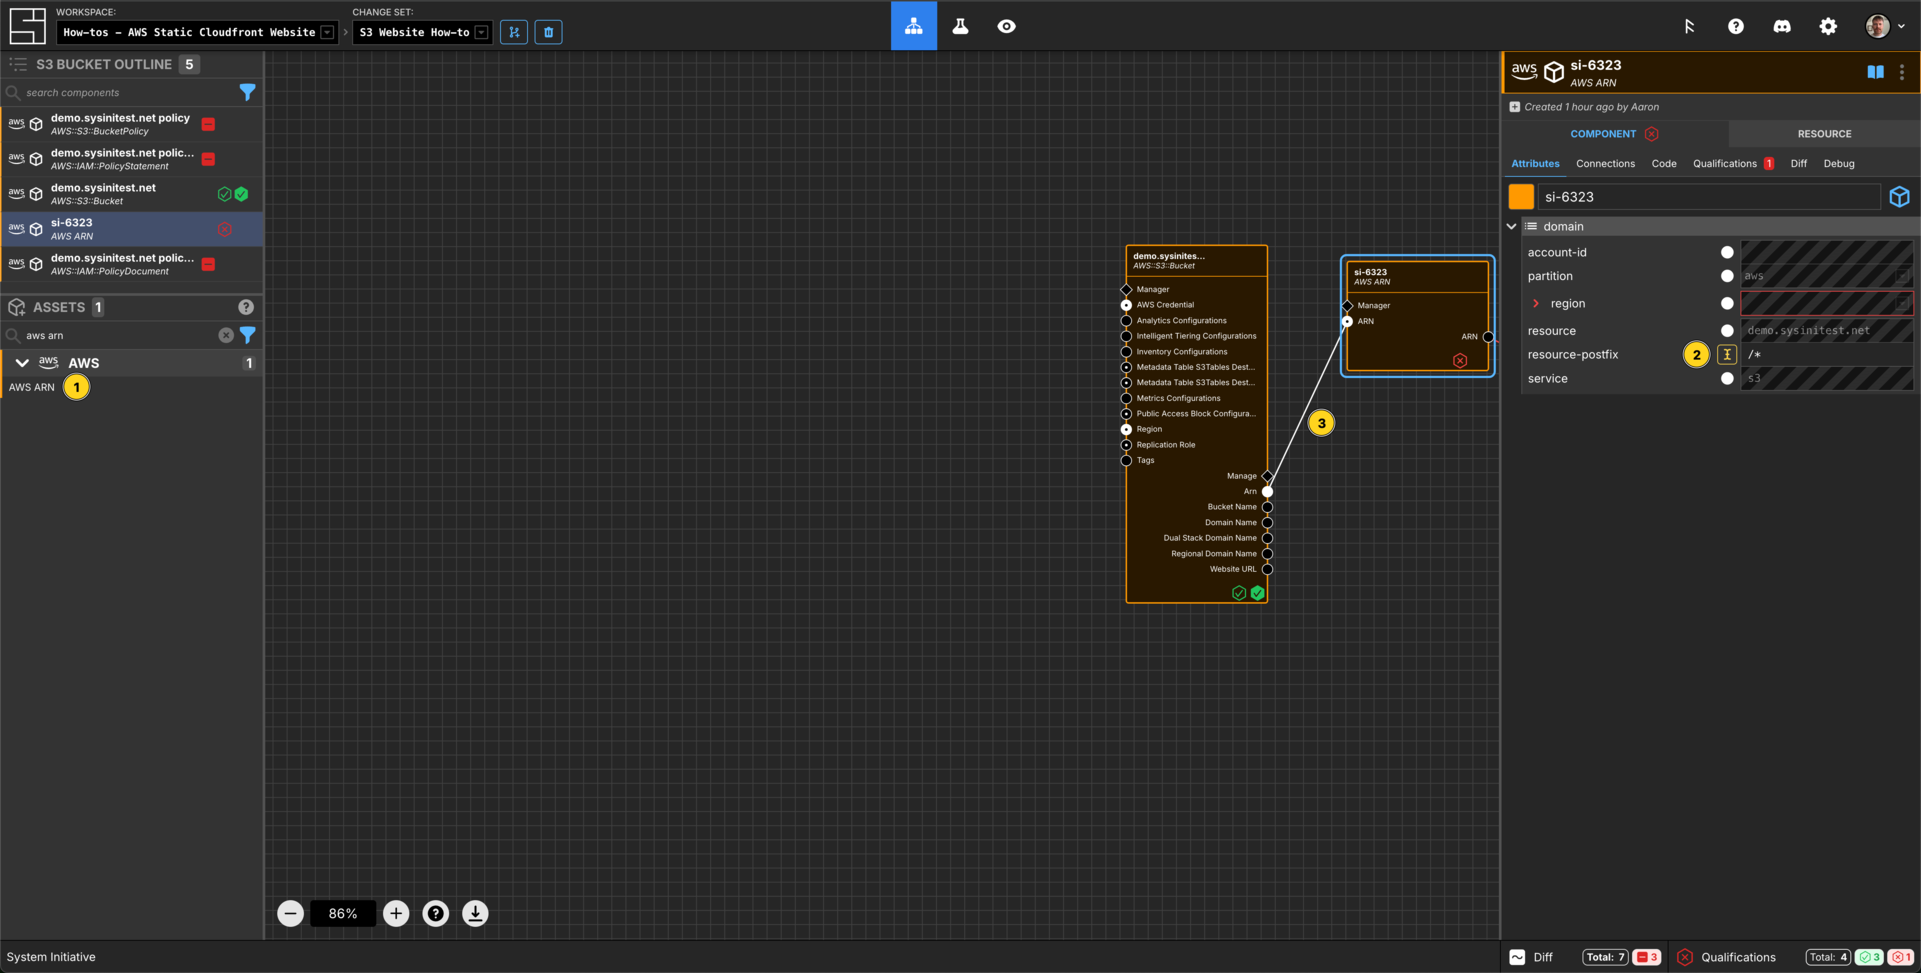 WORKSPACE:
How-tos - AWS Static Cloudfront Website
CHANGE SET:
S3 Website How-to
S3 BUCKET OUTLINE 5
search components
aws
demo.sysinitest.net policy
AWS::S3::BucketPolicy
aws
demo.sysinitest.net polic...
AWS::IAM::PolicyStatement
aws
demo.sysinitest.net
AWS::S3::Bucket
aws
si-6323
AWS ARN
aws
demo.sysinitest.net polic...
AWS::IAM::PolicyDocument
ASSETS 1
aws arn
aws AWS 1
AWS ARN 1
demo.sysinites...
AWS::S3::Bucket
Manager
AWS Credential
Analytics Configurations
Intelligent Tiering Configurations
Inventory Configurations
Metadata Table S3Tables Dest...
Metadata Table S3Tables Dest...
Metrics Configurations
Public Access Block Configura...
Region
Replication Role
Tags
Manage
Arn
Bucket Name
Domain Name
Dual Stack Domain Name
Regional Domain Name
Website URL
3
si-6323
AWS ARN
Manager
ARN
ARN
86%
aws
si-6323
AWS ARN
Created 1 hour ago by Aaron
COMPONENT
RESOURCE
Attributes Connections Code Qualifications 1 Diff Debug
si-6323
domain
account-id
partition aws
region
resource demo.sysinitest.net
resource-postfix 2 /*
service s3
System Initiative
Diff Total: 7 3
Qualifications Total: 4 3 1